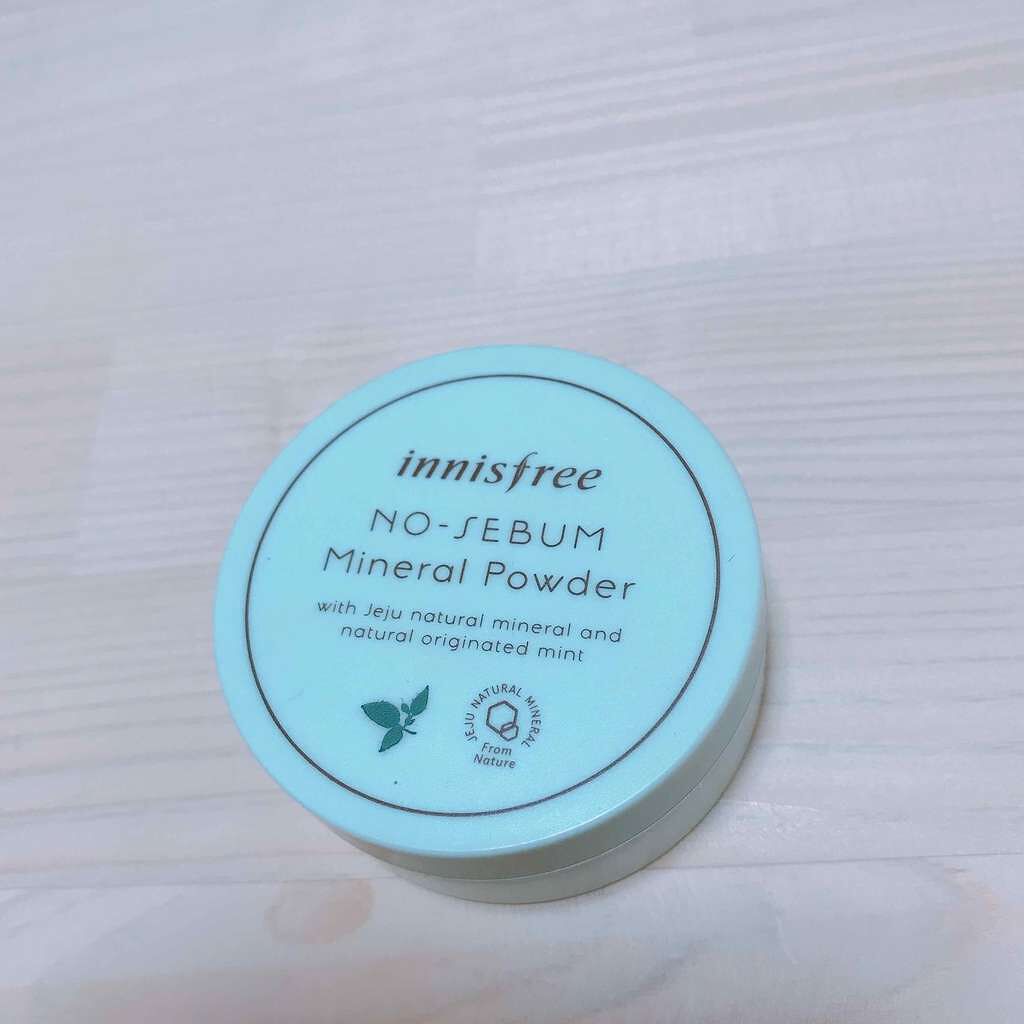 innisfree
NO-SEBUM
Mineral Powder
with Jeju natural mineral and
natural originated mint
JEJU NATURAL MINERAL
From
Nature